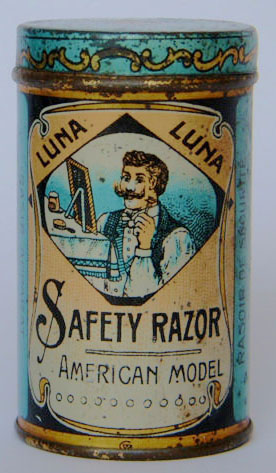 LUNA LUNA
SAFETY RAZOR
AMERICAN MODEL
RASOIR DE SÛRETÉ